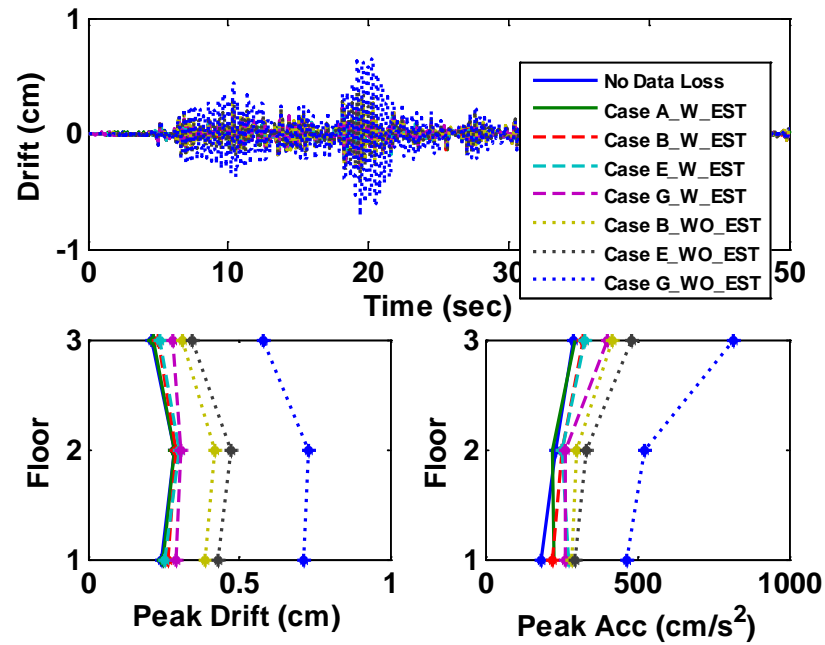 1
0
-1
Drift (cm)
0
10
20
30
50
Time (sec)
No Data Loss
Case A_W_EST
Case B_W_EST
Case E_W_EST
Case G_W_EST
Case B_WO_EST
Case E_WO_EST
Case G_WO_EST
3
2
1
Floor
0
0.5
1
Peak Drift (cm)
3
2
1
Floor
0
500
1000
Peak Acc (cm/s²)